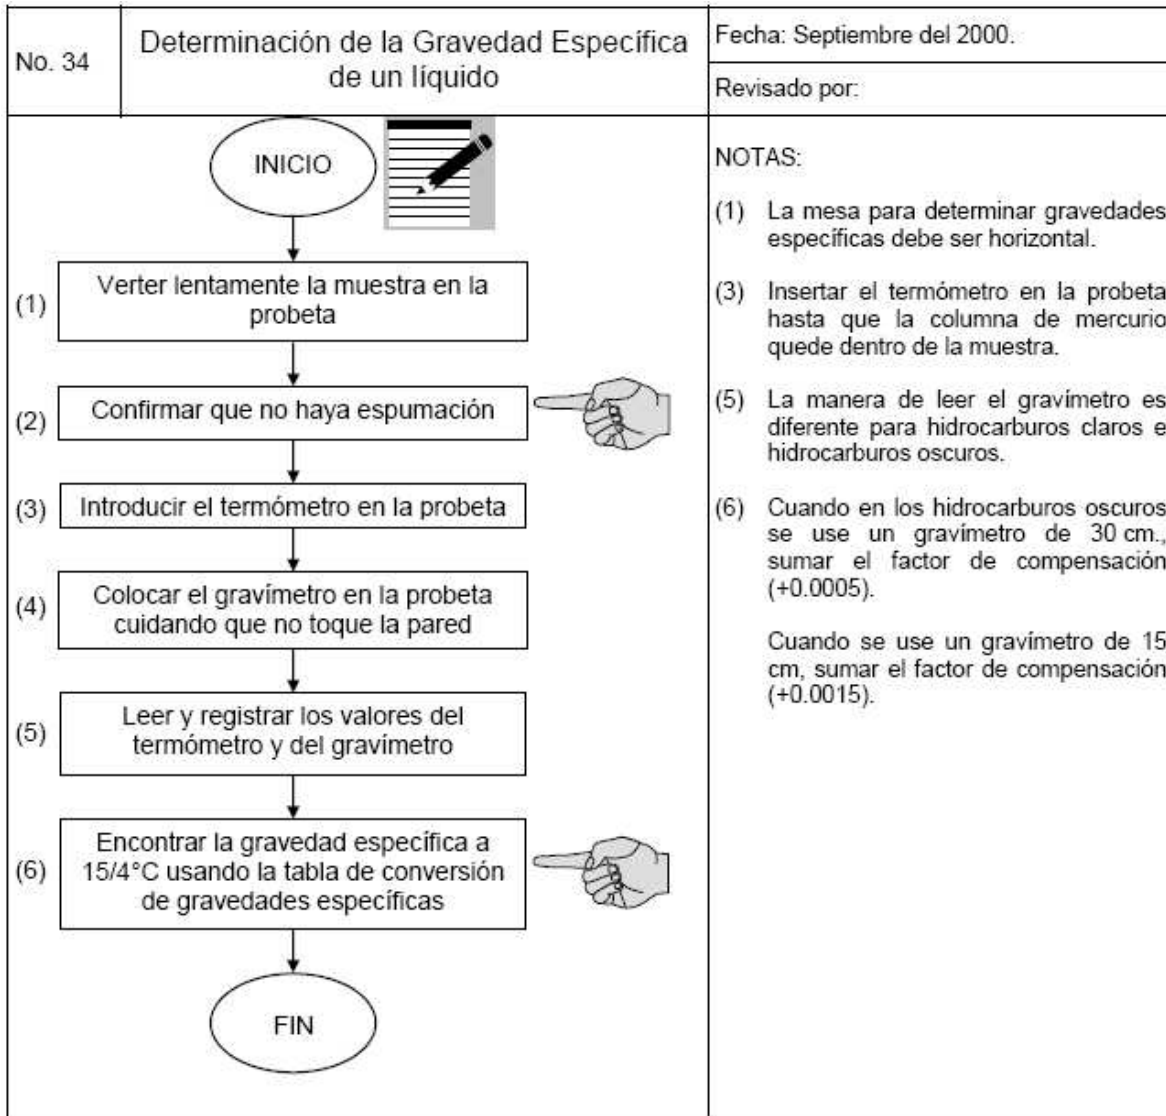 No. 34
Determinación de la Gravedad Específica
de un líquido
Fecha: Septiembre del 2000.
Revisado por:
INICIO
(1)
Verter lentamente la muestra en la
probeta
(2)
Confirmar que no haya espumación
(3)
Introducir el termómetro en la probeta
(4)
Colocar el gravímetro en la probeta
cuidando que no toque la pared
(5)
Leer y registrar los valores del
termómetro y del gravímetro
(6)
Encontrar la gravedad específica a
15/4°C usando la tabla de conversión
de gravedades específicas
FIN
NOTAS:
(1) La mesa para determinar gravedades
específicas debe ser horizontal.
(3) Insertar el termómetro en la probeta
hasta que la columna de mercurio
quede dentro de la muestra.
(5) La manera de leer el gravímetro es
diferente para hidrocarburos claros e
hidrocarburos oscuros.
(6) Cuando en los hidrocarburos oscuros
se use un gravímetro de 30 cm.,
sumar el factor de compensación
(+0.0005).
Cuando se use un gravímetro de 15
cm, sumar el factor de compensación
(+0.0015).